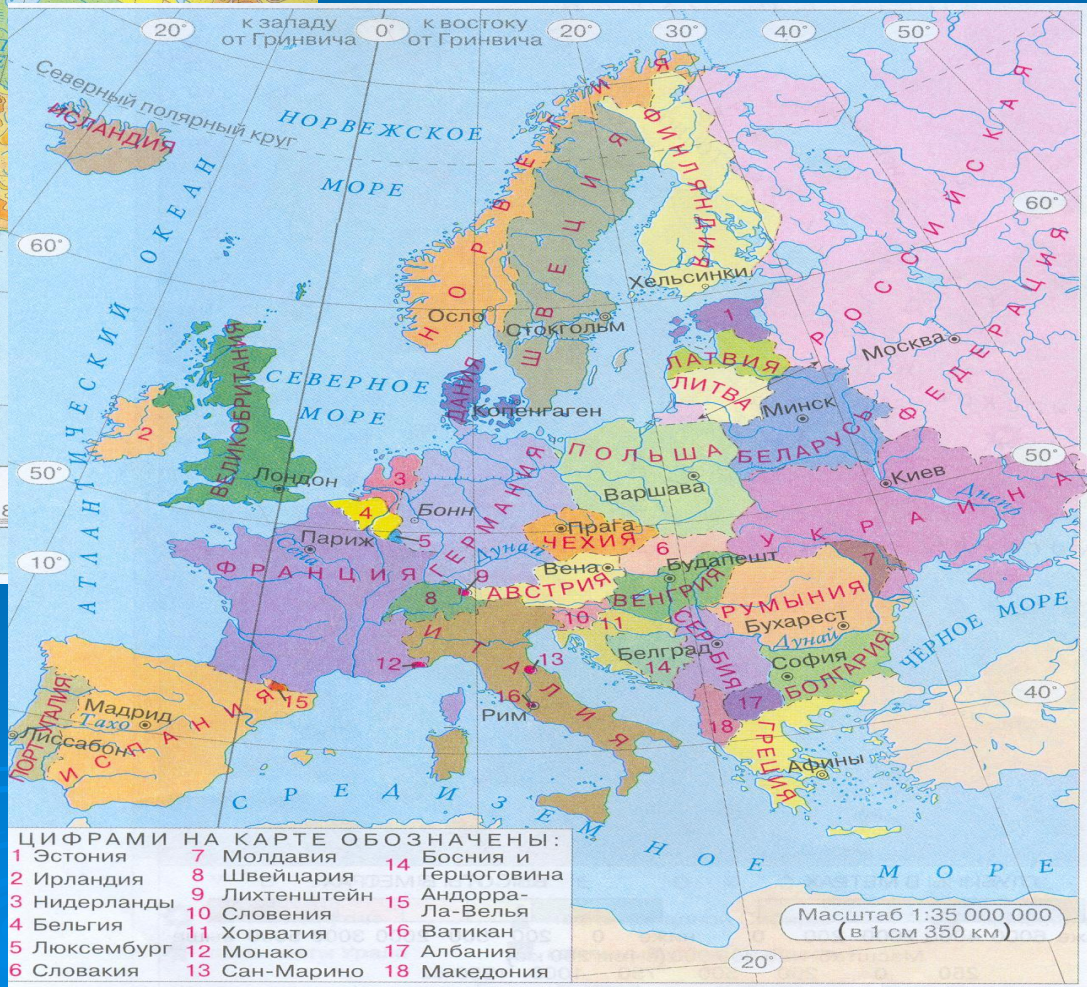 к западу
от Гринвича
к востоку
от Гринвича
20°
0°
20°
30°
40°
50°
Северный полярный круг
ИСЛАНДИЯ
НОРВЕЖСКОЕ
МОРЕ
НОРВЕГИЯ
ШВЕЦИЯ
ФИНЛЯНДИЯ
РОССИЙСКАЯ
ФЕДЕРАЦИЯ
60°
60°
АТЛАНТИЧЕСКИЙ ОКЕАН
Хельсинки
Осло
Стокгольм
1
Москва
ЛАТВИЯ
ЛИТВА
ВЕЛИКОБРИТАНИЯ
СЕВЕРНОЕ
МОРЕ
ДАНИЯ
Копенгаген
Минск
БЕЛАРУСЬ
2
50°
50°
Лондон
3
4
5
Бонн
ГЕРМАНИЯ
ПОЛЬША
Варшава
Киев
Днепр
УКРАИНА
Париж
Сена
ФРАНЦИЯ
Дунай
Прага
ЧЕХИЯ
6
Вена
АВСТРИЯ
Будапешт
ВЕНГРИЯ
7
10°
8
9
10
11
РУМЫНИЯ
Бухарест
Дунай
ЧЕРНОЕ МОРЕ
ИТАЛИЯ
Белград
СЕРБИЯ
14
София
БОЛГАРИЯ
12
13
15
16
Рим
17
18
40°
ПОРТУГАЛИЯ
Мадрид
Тахо
Лиссабон
ИСПАНИЯ
ГРЕЦИЯ
Афины
СРЕДИЗЕМНОЕ МОРЕ
ЦИФРАМИ НА КАРТЕ ОБОЗНАЧЕНЫ:
1 Эстония
2 Ирландия
3 Нидерланды
4 Бельгия
5 Люксембург
6 Словакия
7 Молдавия
8 Швейцария
9 Лихтенштейн
10 Словения
11 Хорватия
12 Монако
13 Сан-Марино
14 Босния и
Герцоговина
15 Андорра-
Ла-Велья
16 Ватикан
17 Албания
18 Македония
Масштаб 1:35 000 000
(в 1 см 350 км)
20°